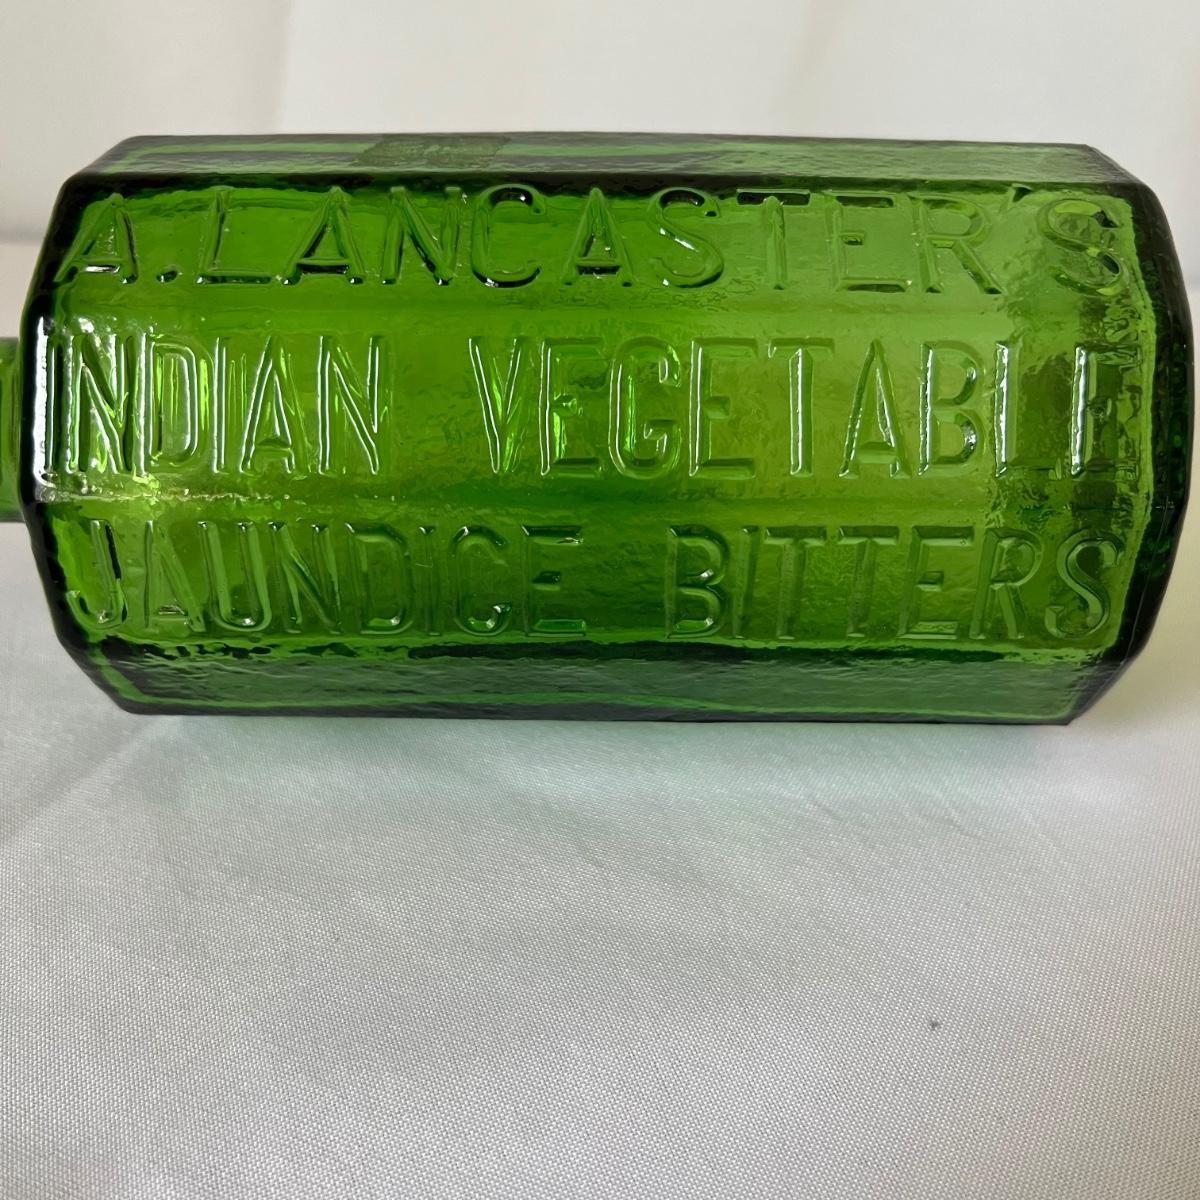 A.LANCASTER'S
INDIAN VEGETABLE
JAUNDICE BITTERS